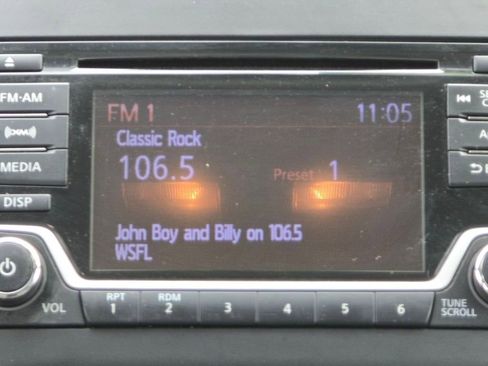 FM·AM
((XM))
MEDIA
DISP
VOL
FM 1 11:05
Classic Rock
106.5 Preset 1
John Boy and Billy on 106.5
WSFL
RPT RDM
1 2 3 4 5 6
TUNE
SCROLL